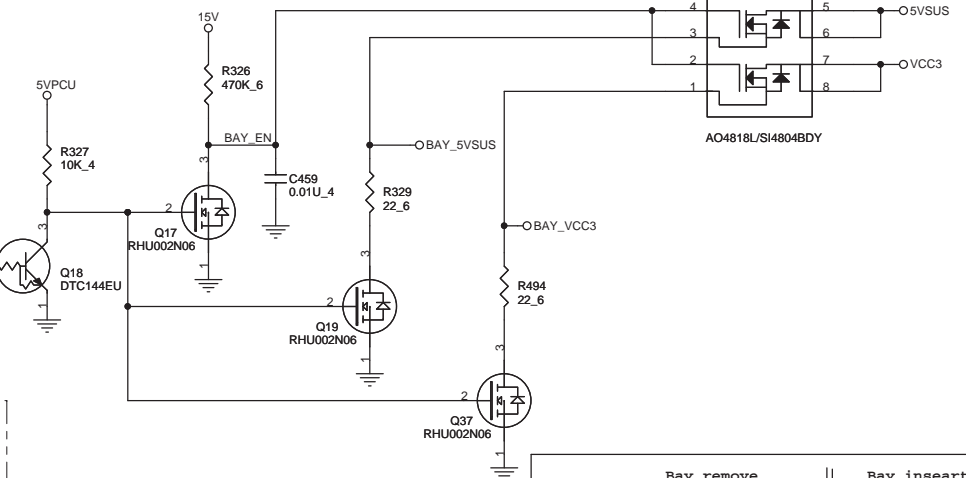 15V
4
5
5VSUS
3
6
R326
470K_6
2
7
VCC3
5VPCU
1
8
BAY_EN
AO4818L/SI4804BDY
BAY_5VSUS
R327
10K_4
3
C459
0.01U_4
R329
22_6
2
3
Q17
RHU002N06
BAY_VCC3
3
Q18
DTC144EU
1
1
R494
22_6
2
Q19
RHU002N06
3
1
2
Q37
RHU002N06
1
Bay remove
Bay inseart